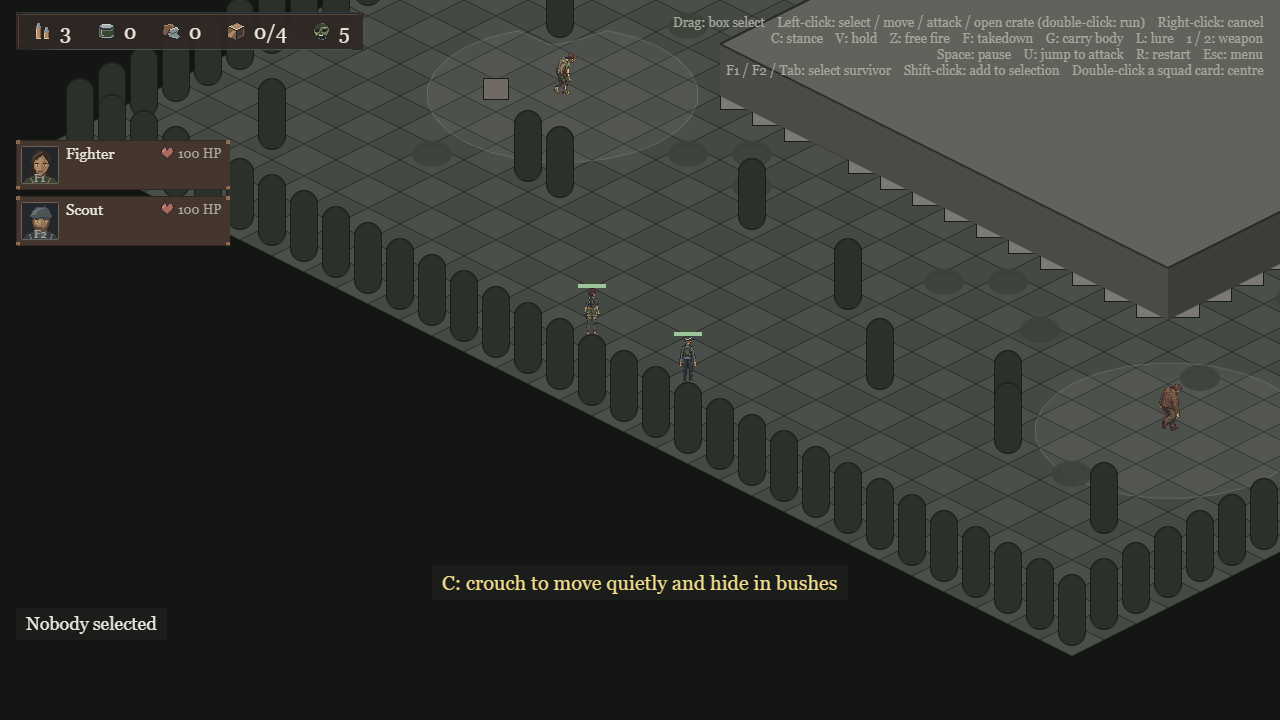 3 0 0 0/4 5
Drag: box select Left-click: select / move / attack / open crate (double-click: run) Right-click: cancel
C: stance V: hold Z: free fire F: takedown G: carry body L: lure 1 / 2: weapon
Space: pause U: jump to attack R: restart Esc: menu
F1 / F2 / Tab: select survivor Shift-click: add to selection Double-click a squad card: centre
Fighter 100 HP
F1
Scout 100 HP
F2
C: crouch to move quietly and hide in bushes
Nobody selected